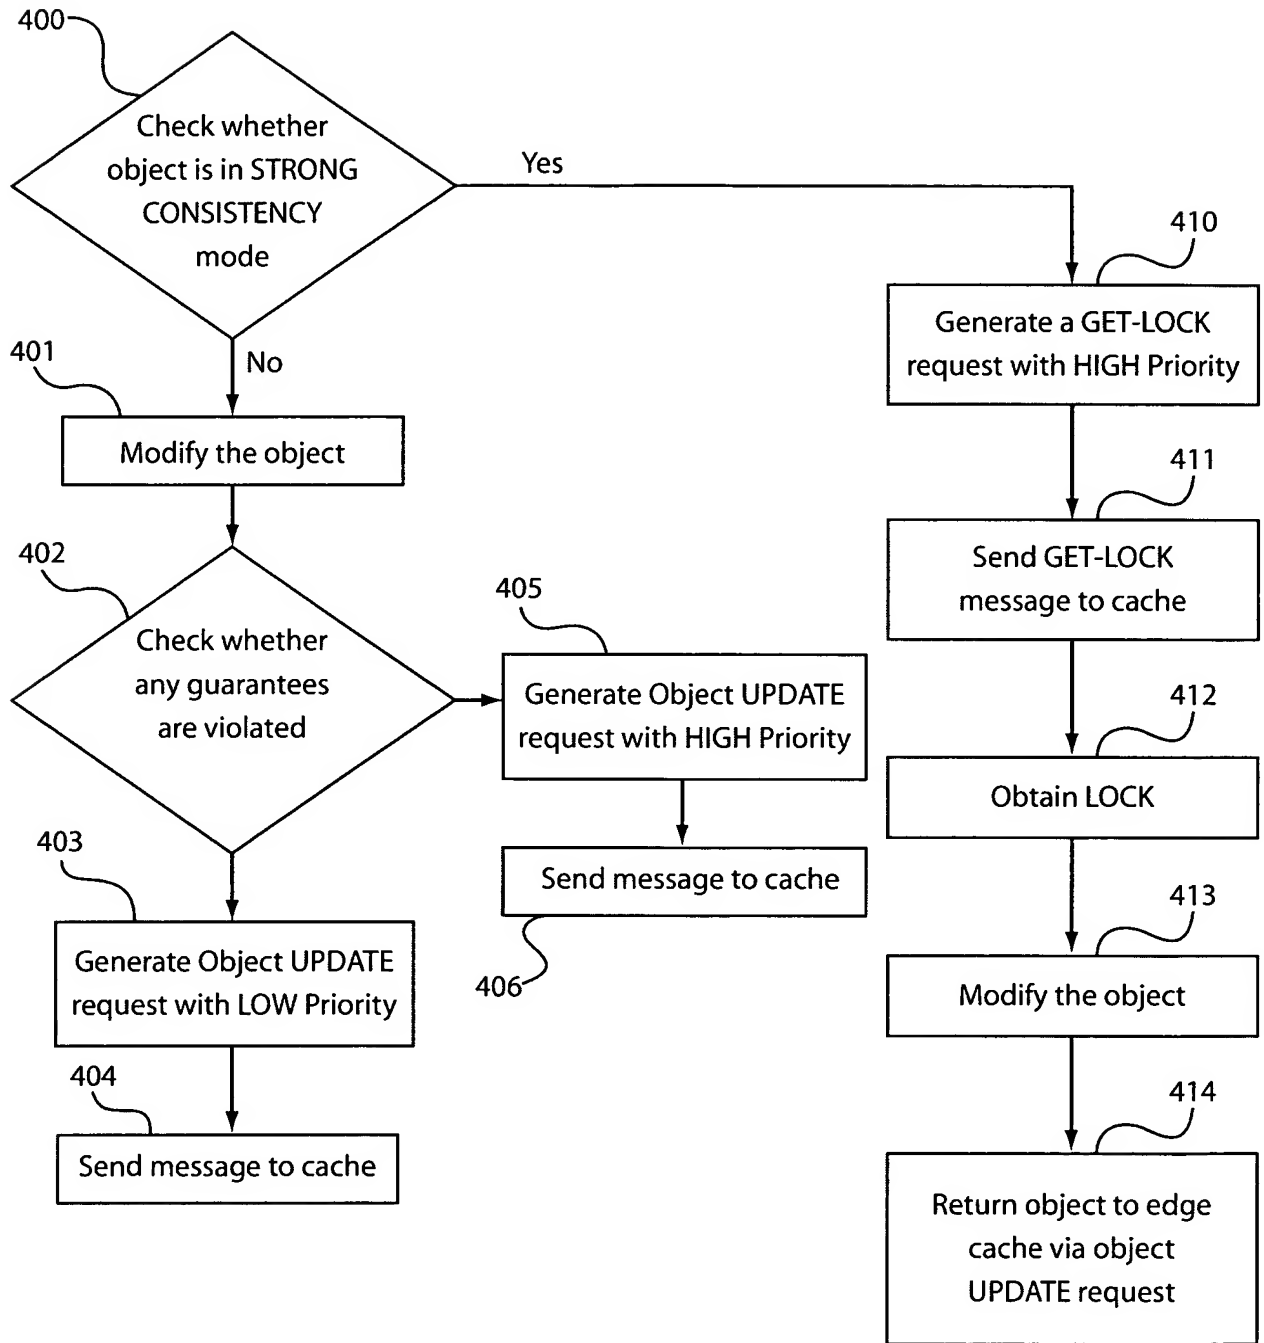 400
Check whether
object is in STRONG
CONSISTENCY
mode
Yes
No
401
Modify the object
402
Check whether
any guarantees
are violated
403
Generate Object UPDATE
request with LOW Priority
404
Send message to cache
405
Generate Object UPDATE
request with HIGH Priority
Send message to cache
406
410
Generate a GET-LOCK
request with HIGH Priority
411
Send GET-LOCK
message to cache
412
Obtain LOCK
413
Modify the object
414
Return object to edge
cache via object
UPDATE request